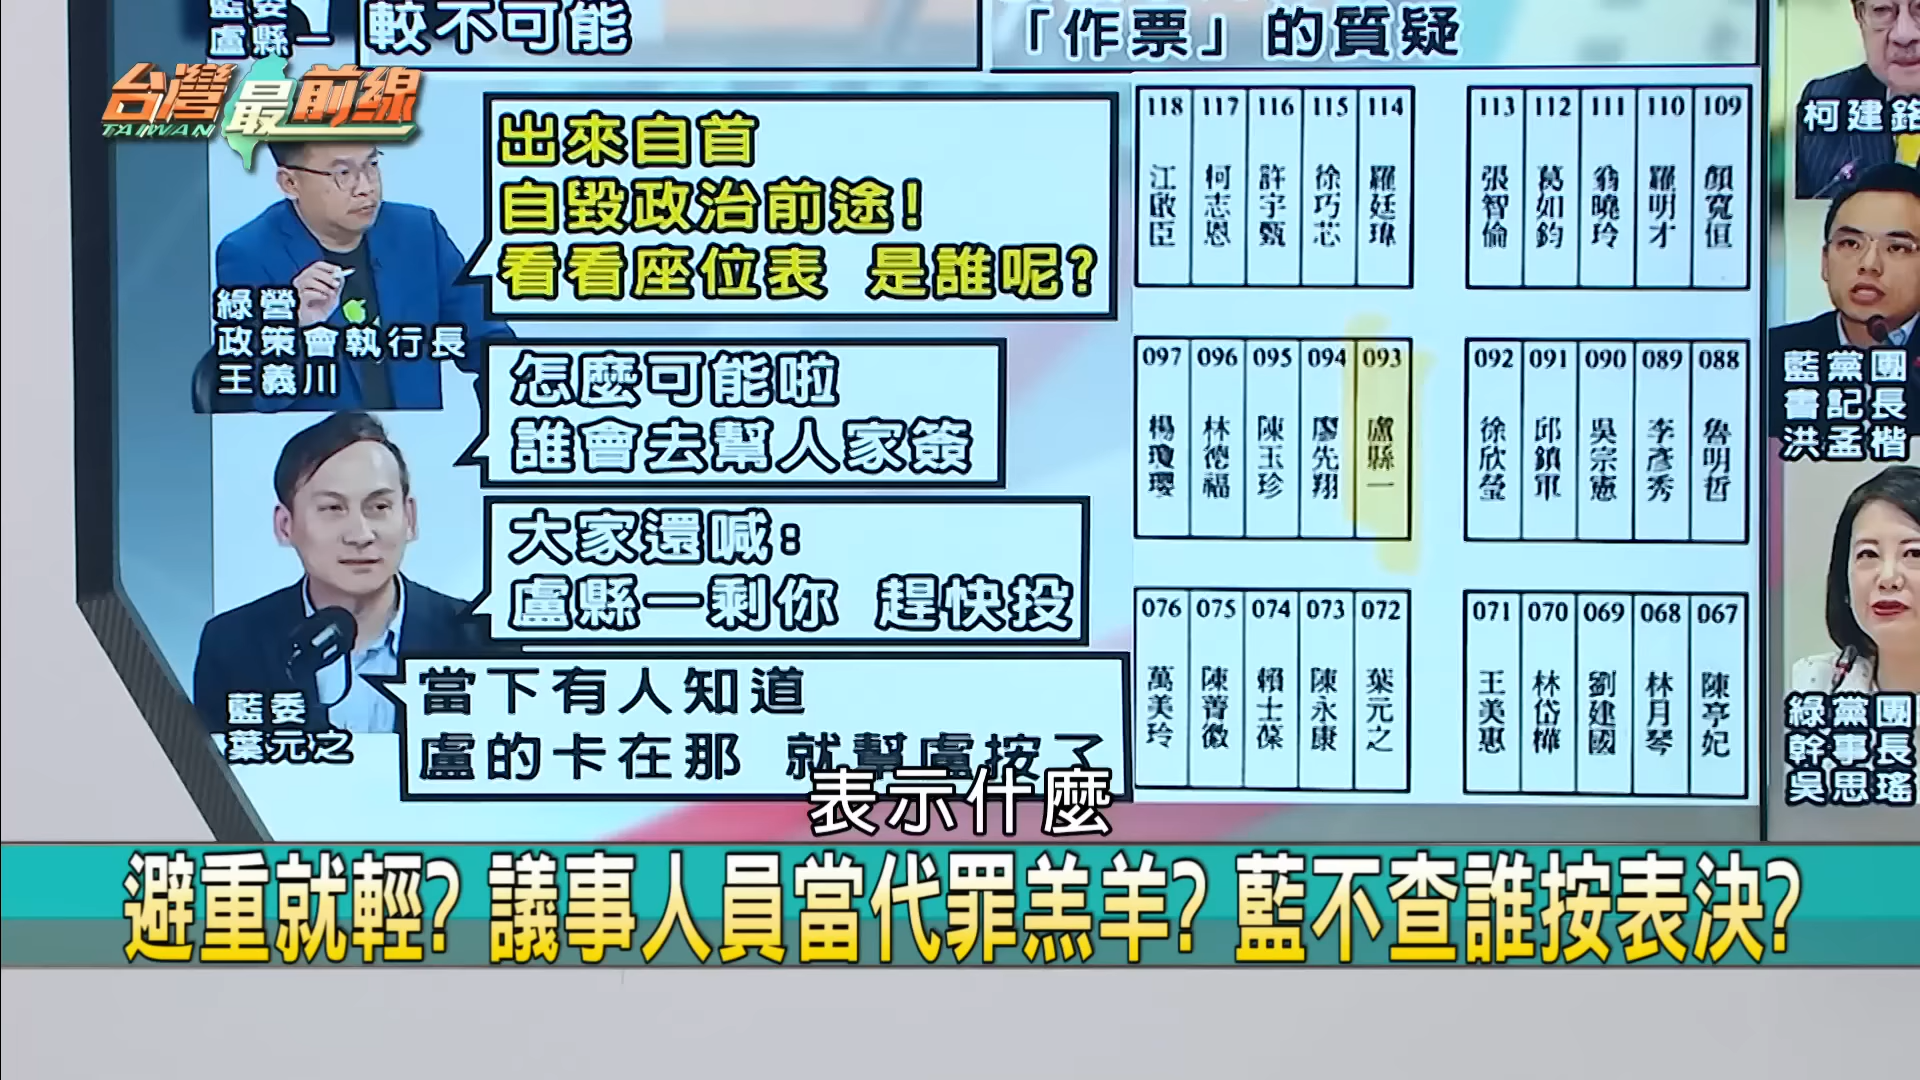 藍委
盧縣一
較不可能
「作票」的質疑
台灣最前線
TAIWAN
出來自首
自毀政治前途!
看看座位表 是誰呢?
綠營
政策會執行長
王義川
怎麼可能啦
誰會去幫人家簽
大家還喊:
盧縣一剩你 趕快投
藍委
葉元之
當下有人知道
盧的卡在那 就幫盧按了
118 117 116 115 114
江啟臣 柯志恩 許宇甄 徐巧芯 羅廷瑋
113 112 111 110 109
張智倫 葛如鈞 翁曉玲 羅明才 顏寬恒
097 096 095 094 093
楊瓊瓔 林德福 陳玉珍 廖先翔 盧縣一
092 091 090 089 088
徐欣瑩 邱鎮軍 吳宗憲 李彥秀 魯明哲
076 075 074 073 072
萬美玲 陳菁徽 賴士葆 陳永康 葉元之
071 070 069 068 067
王美惠 林岱樺 劉建國 林月琴 陳亭妃
柯建銘
藍黨團
書記長
洪孟楷
綠黨團
幹事長
吳思瑤
表示什麼
避重就輕? 議事人員當代罪羔羊? 藍不查誰按表決?